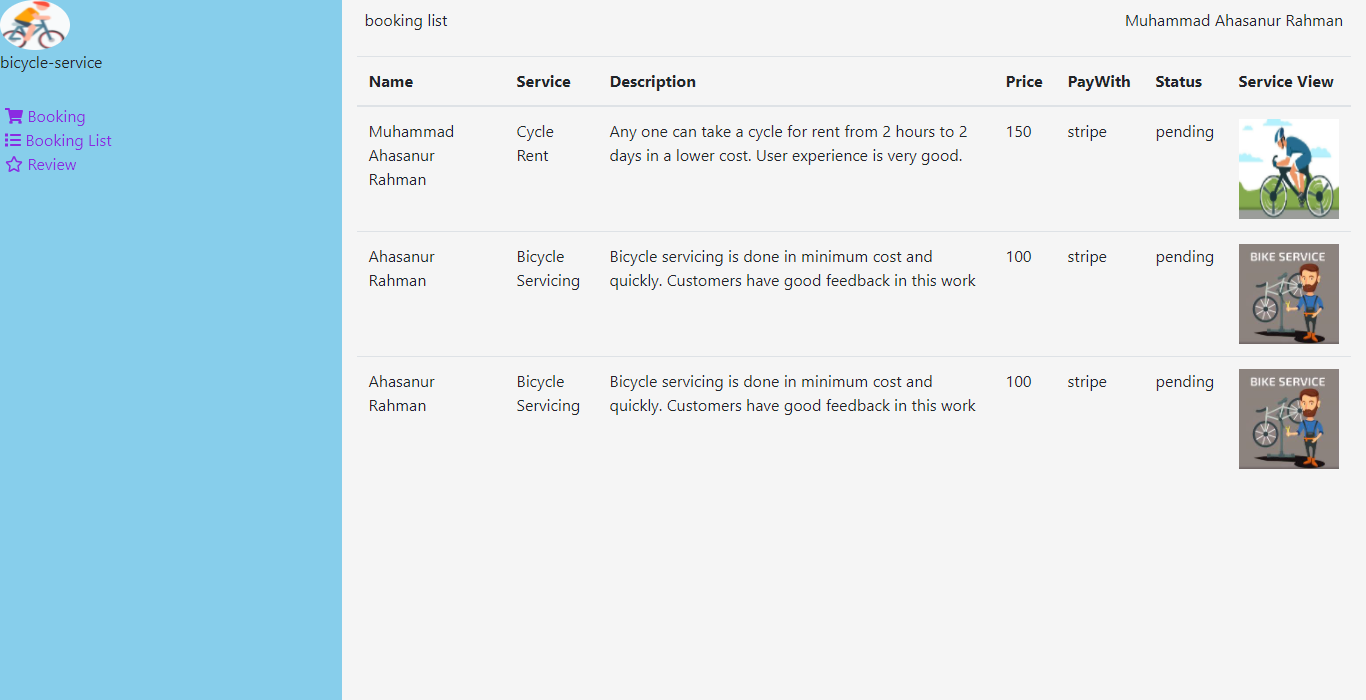 bicycle-service
Booking
Booking List
Review
booking list
Muhammad Ahasanur Rahman
Name Service Description Price PayWith Status Service View
Muhammad Cycle Any one can take a cycle for rent from 2 hours to 2 150 stripe pending
Ahasanur Rent days in a lower cost. User experience is very good.
Rahman
Ahasanur Bicycle Bicycle servicing is done in minimum cost and 100 stripe pending BIKE SERVICE
Rahman Servicing quickly. Customers have good feedback in this work
Ahasanur Bicycle Bicycle servicing is done in minimum cost and 100 stripe pending BIKE SERVICE
Rahman Servicing quickly. Customers have good feedback in this work